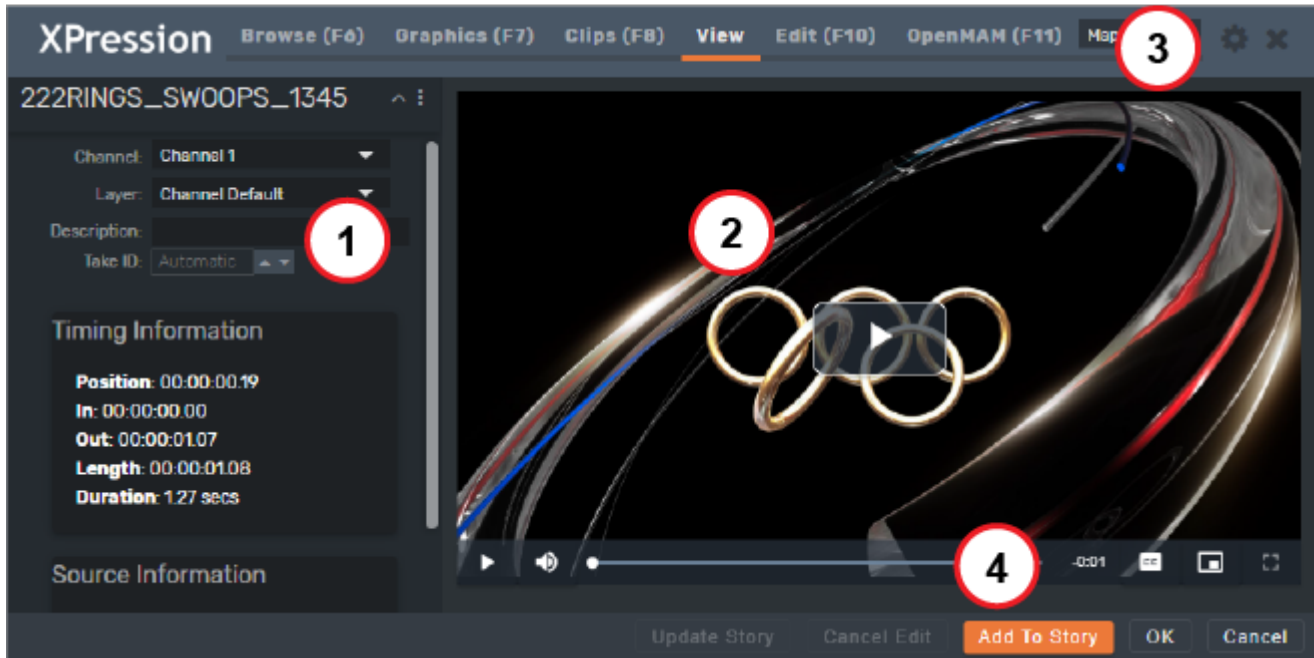 XPression Browse (F6) Graphics (F7) Clips (F8) View Edit (F10) OpenMAM (F11) Map 3
222RINGS_SWOOPS_1345
Channel: Channel 1
Layer: Channel Default
Description:
1
Take ID: Automatic
2
Timing Information
Position: 00:00:00.19
In: 00:00:00.00
Out: 00:00:01.07
Length: 00:00:01.08
Duration: 1.27 secs
Source Information
4
-0:01 CC
Update Story Cancel Edit Add To Story OK Cancel